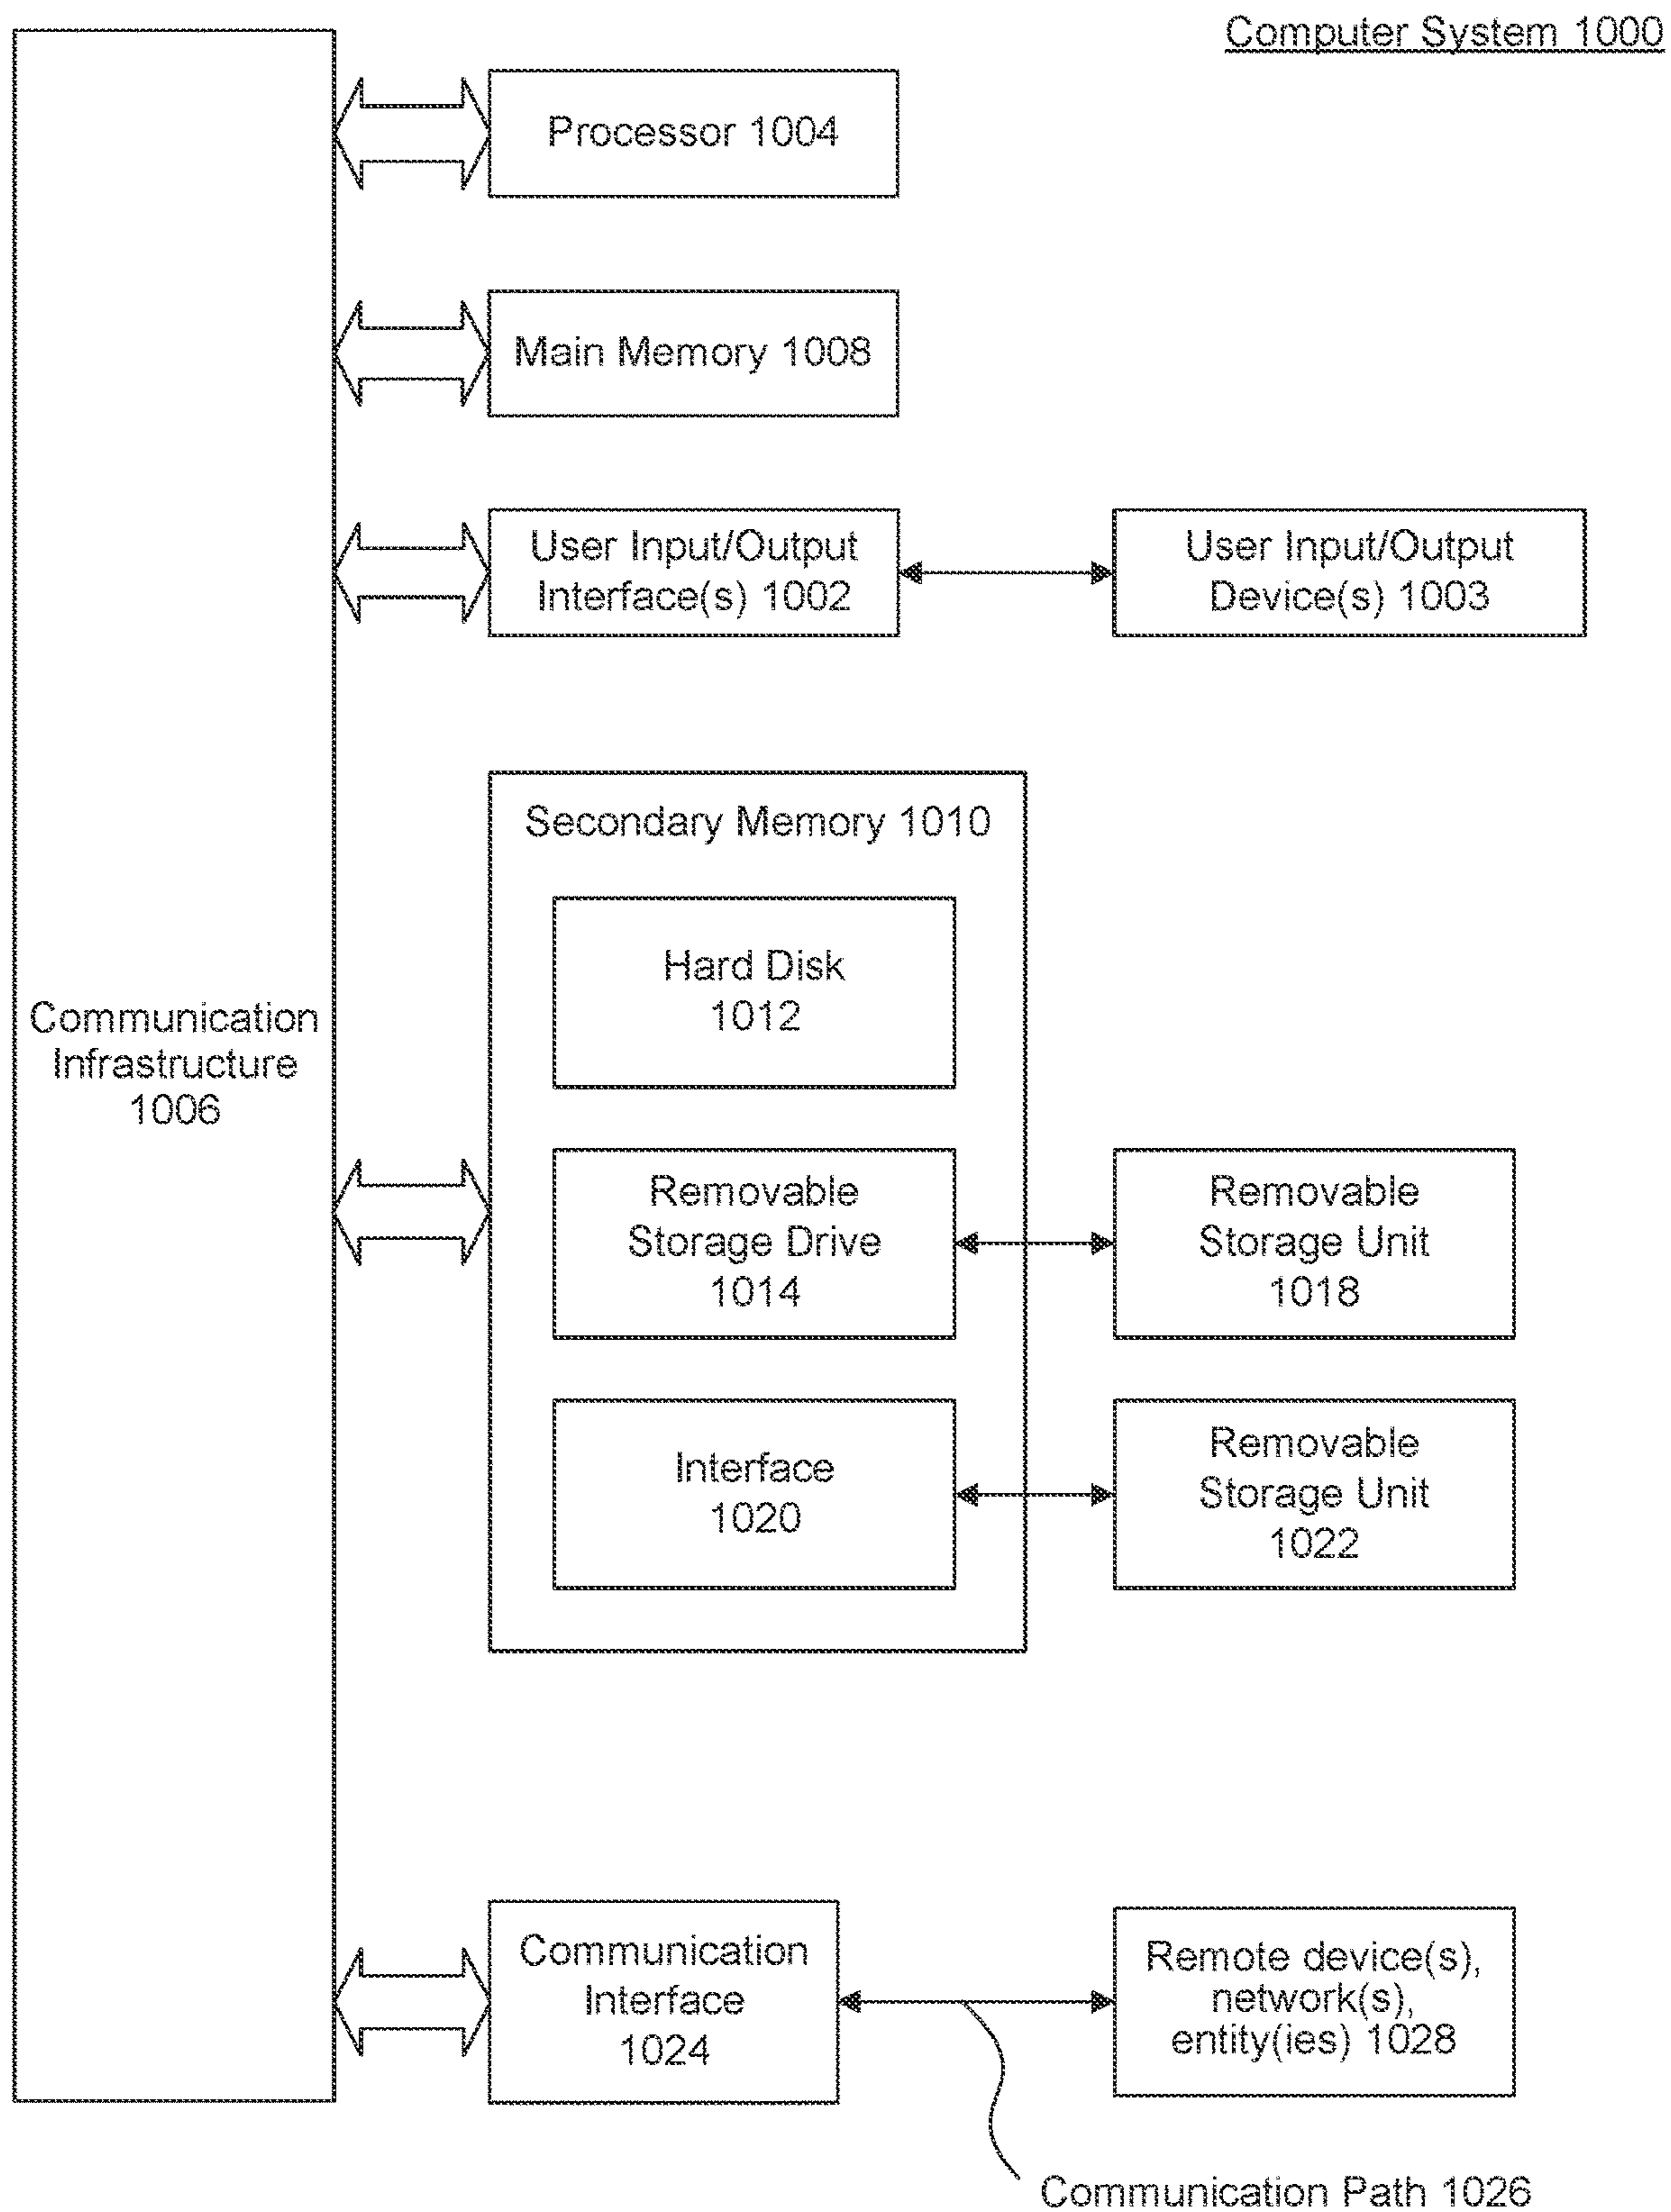 Computer System 1000
Processor 1004
Main Memory 1008
User Input/Output
Interface(s) 1002
User Input/Output
Device(s) 1003
Secondary Memory 1010
Hard Disk
1012
Communication
Infrastructure
1006
Removable
Storage Drive
1014
Removable
Storage Unit
1018
Interface
1020
Removable
Storage Unit
1022
Communication
Interface
1024
Remote device(s),
network(s),
entity(ies) 1028
Communication Path 1026